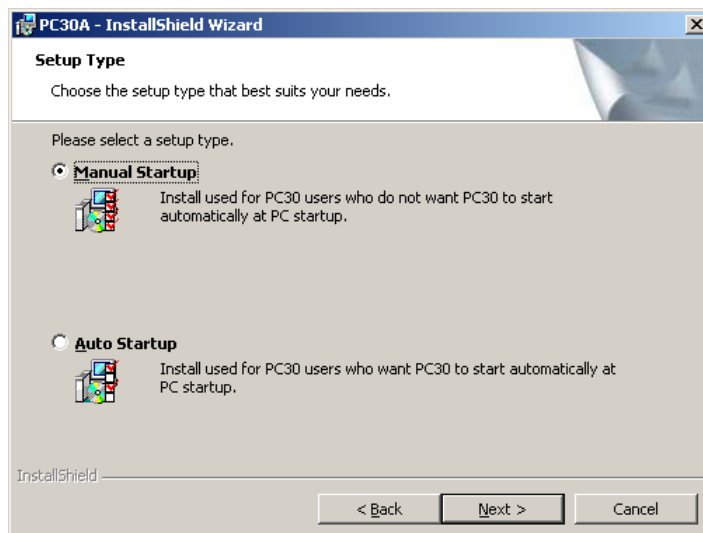 PC30A - InstallShield Wizard
Setup Type
Choose the setup type that best suits your needs.
Please select a setup type.
Manual Startup
Install used for PC30 users who do not want PC30 to start
automatically at PC startup.
Auto Startup
Install used for PC30 users who want PC30 to start automatically at
PC startup.
InstallShield
< Back
Next >
Cancel